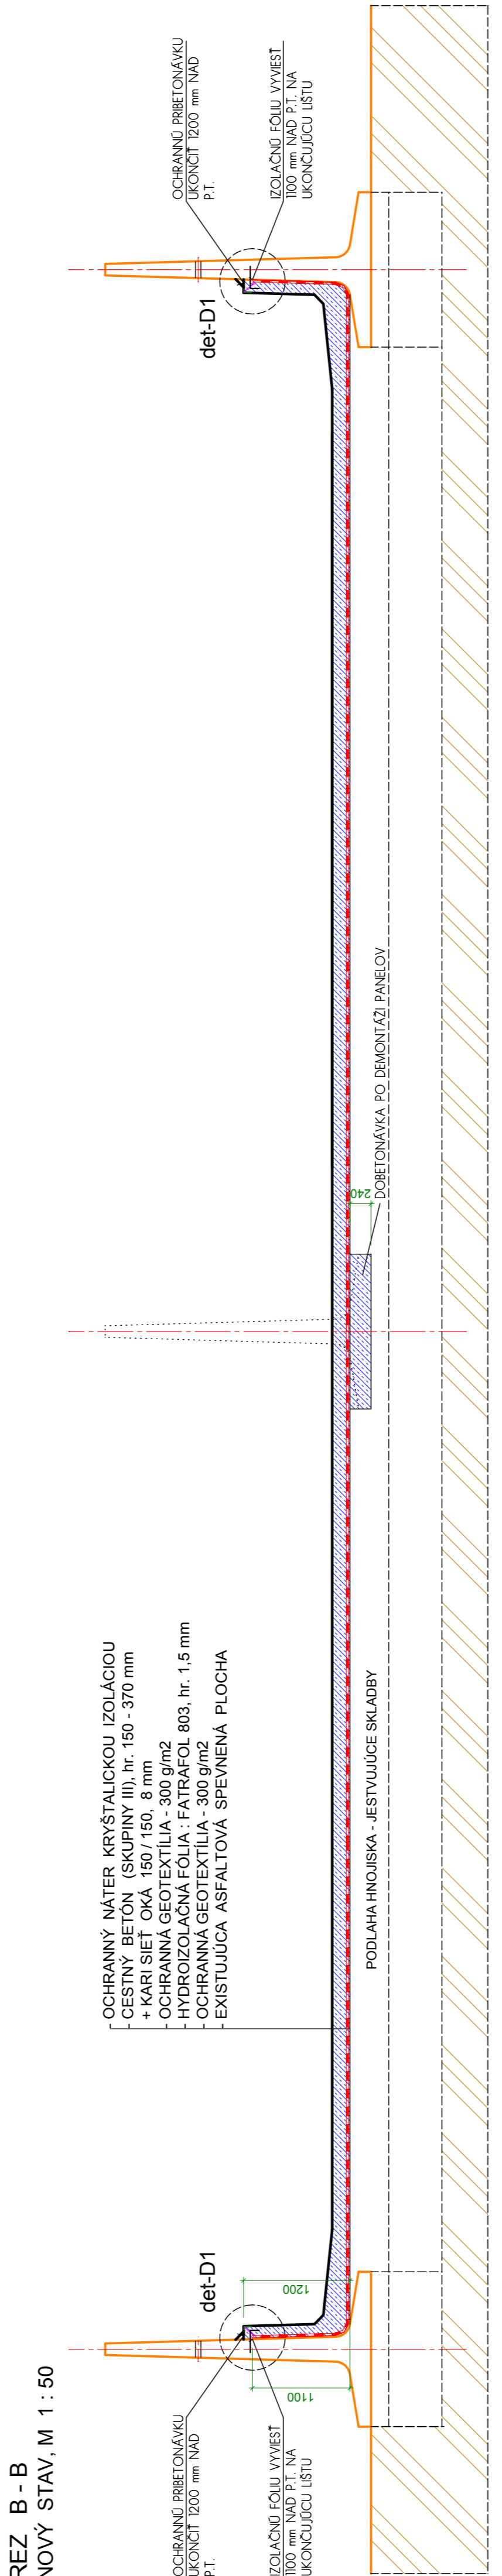 REZ B - B
NOVÝ STAV, M 1 : 50
OCHRANNÚ PRIBETONÁVKU
UKONČIŤ 1200 mm NAD
P.T.
IZOLAČNÚ FÓLIU VYVIESŤ
1100 mm NAD P.T. NA
UKONČUJÚCU LIŠTU
det-D1
1200
1100
OCHRANNÝ NÁTER KRYŠTALICKOU IZOLÁCIOU
CESTNÝ BETÓN (SKUPINY III), hr. 150 - 370 mm
+ KARI SIEŤ OKÁ 150 / 150, 8 mm
OCHRANNÁ GEOTEXTÍLIA - 300 g/m2
HYDROIZOLAČNÁ FÓLIA : FATRAFOL 803, hr. 1,5 mm
OCHRANNÁ GEOTEXTÍLIA - 300 g/m2
EXISTUJÚCA ASFALTOVÁ SPEVNENÁ PLOCHA
PODLAHA HNOJISKA - JESTVUJÚCE SKLADBY
240
DOBETONÁVKA PO DEMONTÁŽI PANELOV
det-D1
OCHRANNÚ PRIBETONÁVKU
UKONČIŤ 1200 mm NAD
P.T.
IZOLAČNÚ FÓLIU VYVIESŤ
1100 mm NAD P.T. NA
UKONČUJÚCU LIŠTU